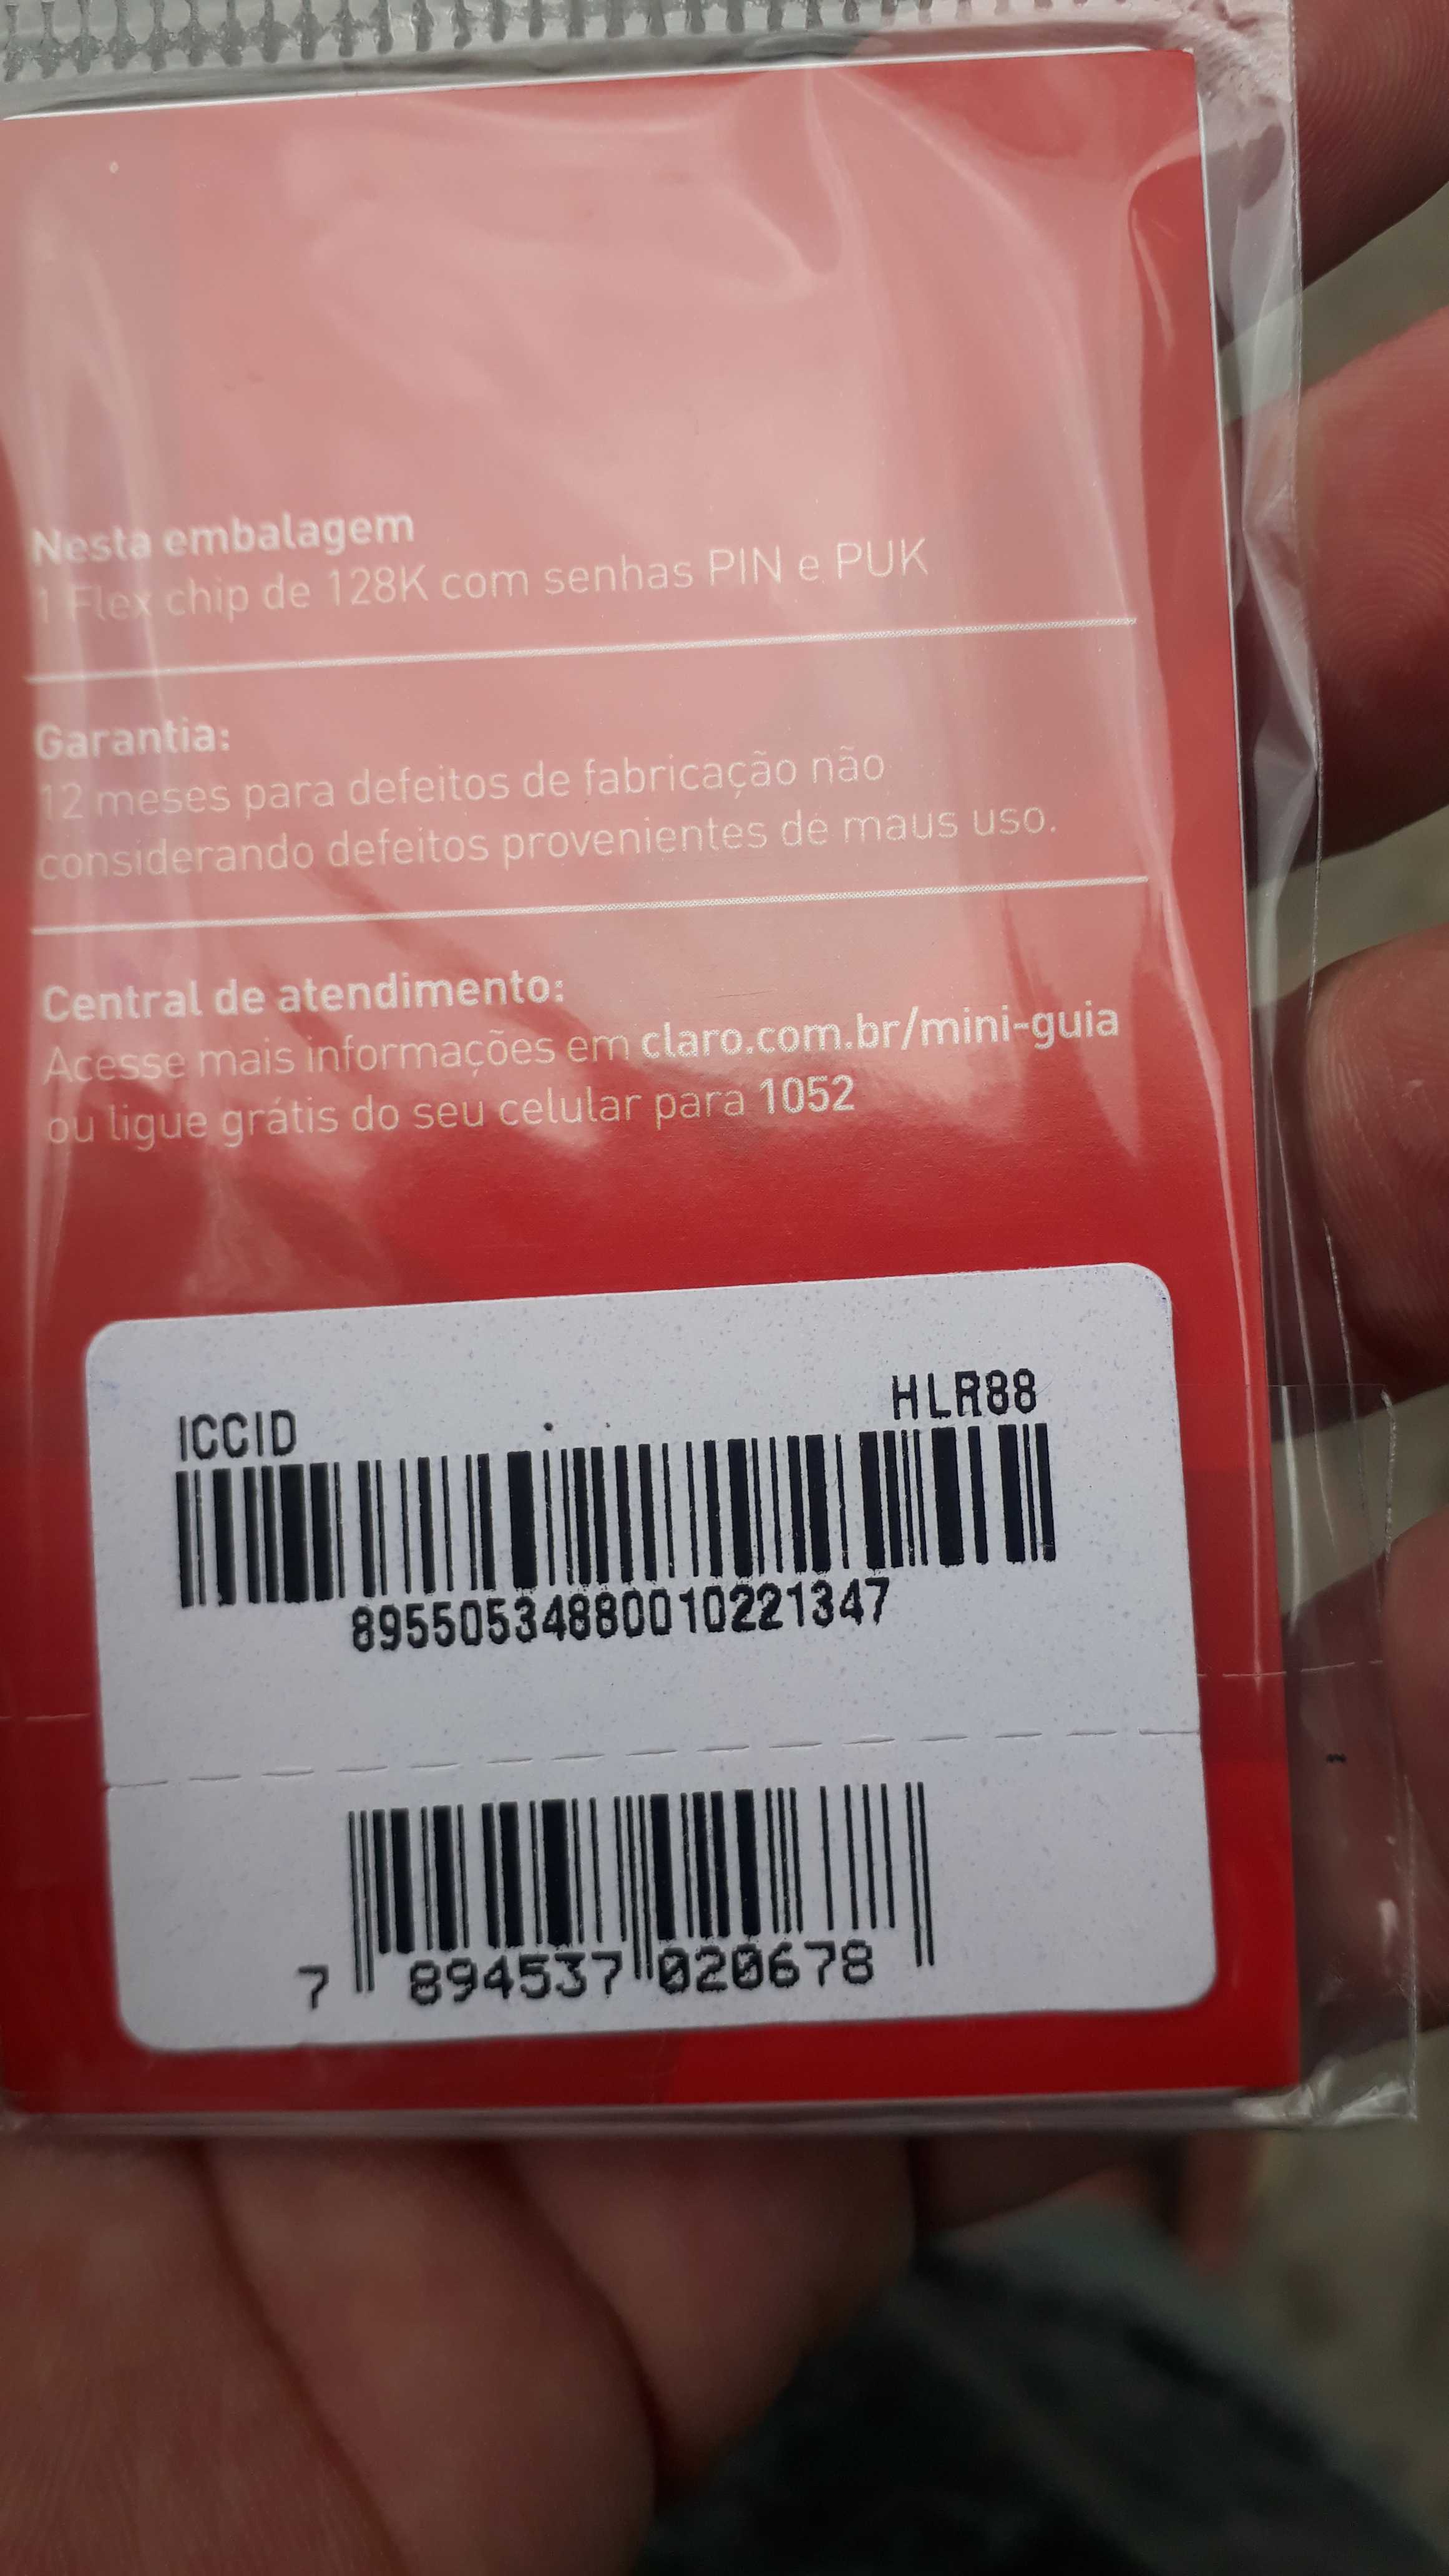 Nesta embalagem
1 Flex chip de 128K com senhas PIN e PUK
Garantia:
12 meses para defeitos de fabricação não
considerando defeitos provenientes de maus uso.
Central de atendimento:
Acesse mais informações em claro.com.br/mini-guia
ou ligue grátis do seu celular para 1052
ICCID HLR88
89550534880010221347
7 894537 020678